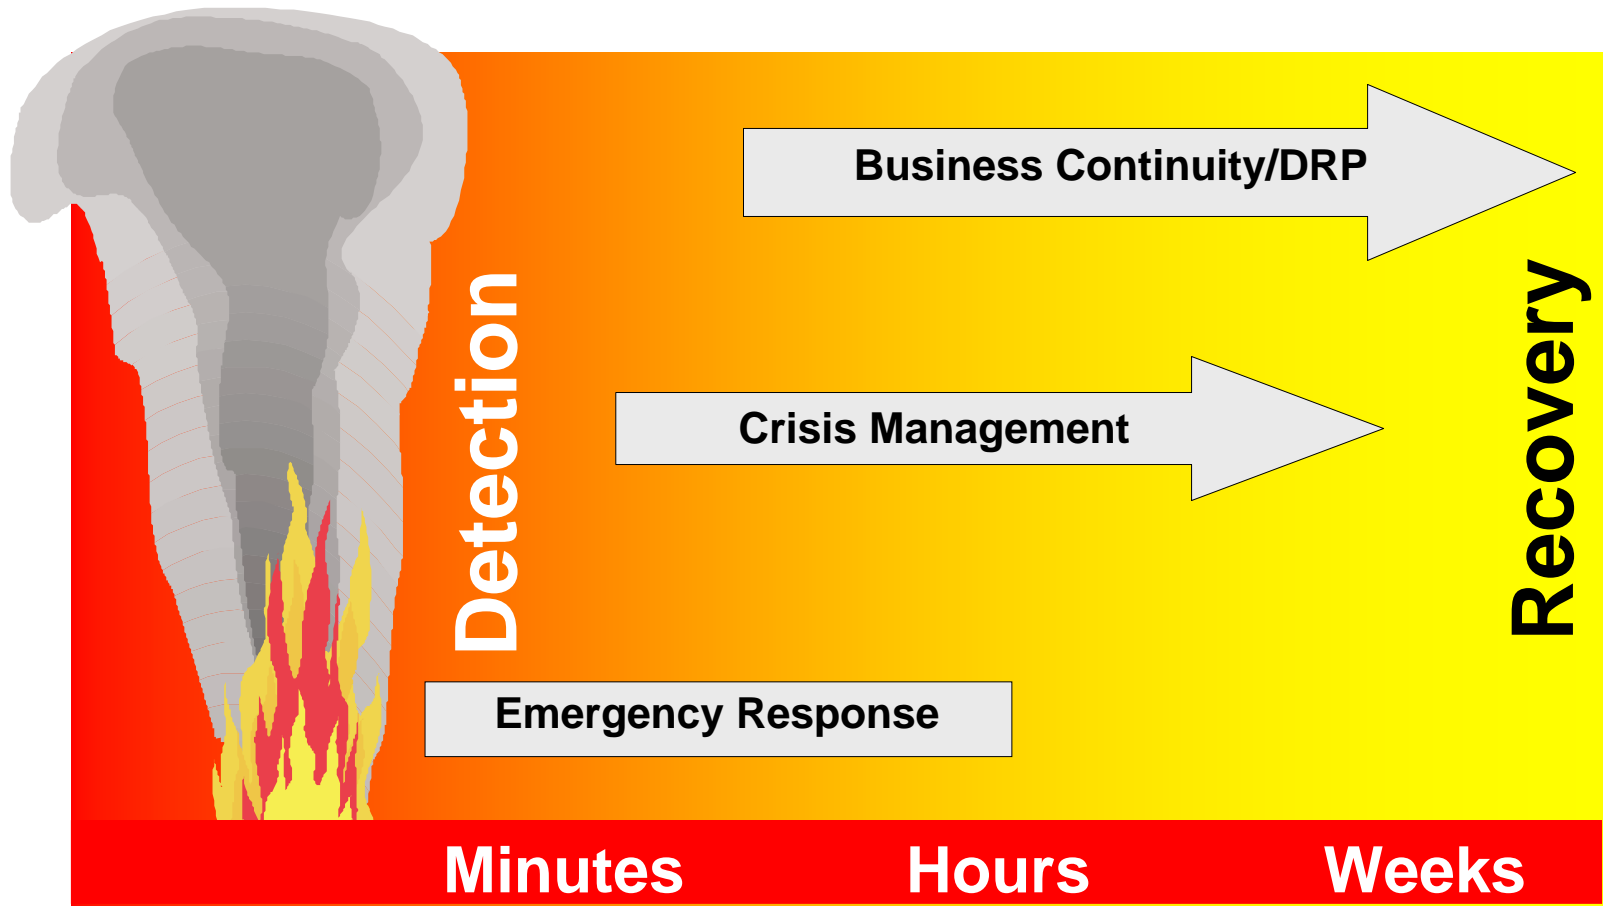 Business Continuity/DRP
Detection
Crisis Management
Recovery
Emergency Response
Minutes
Hours
Weeks